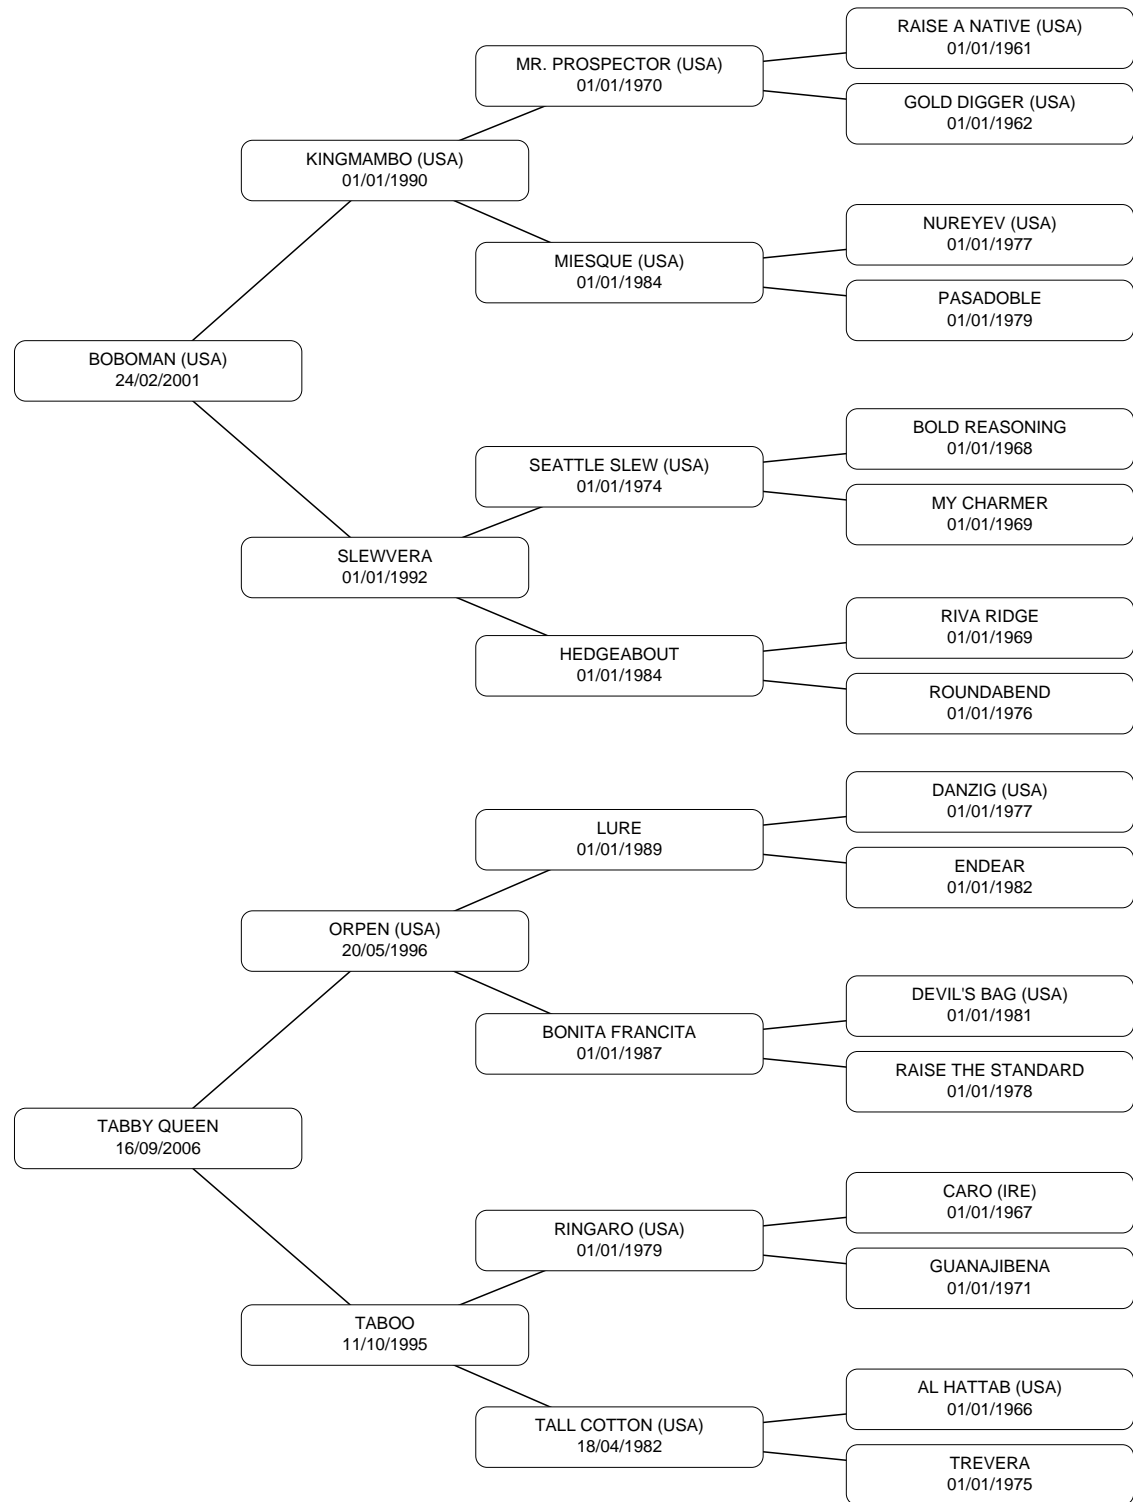 RAISE A NATIVE (USA)
01/01/1961
MR. PROSPECTOR (USA)
01/01/1970
GOLD DIGGER (USA)
01/01/1962
KINGMAMBO (USA)
01/01/1990
NUREYEV (USA)
01/01/1977
MIESQUE (USA)
01/01/1984
PASADOBLE
01/01/1979
BOBOMAN (USA)
24/02/2001
BOLD REASONING
01/01/1968
SEATTLE SLEW (USA)
01/01/1974
MY CHARMER
01/01/1969
SLEWVERA
01/01/1992
RIVA RIDGE
01/01/1969
HEDGEABOUT
01/01/1984
ROUNDABEND
01/01/1976
DANZIG (USA)
01/01/1977
LURE
01/01/1989
ENDEAR
01/01/1982
ORPEN (USA)
20/05/1996
DEVIL'S BAG (USA)
01/01/1981
BONITA FRANCITA
01/01/1987
RAISE THE STANDARD
01/01/1978
TABBY QUEEN
16/09/2006
CARO (IRE)
01/01/1967
RINGARO (USA)
01/01/1979
GUANAJIBENA
01/01/1971
TABOO
11/10/1995
AL HATTAB (USA)
01/01/1966
TALL COTTON (USA)
18/04/1982
TREVERA
01/01/1975